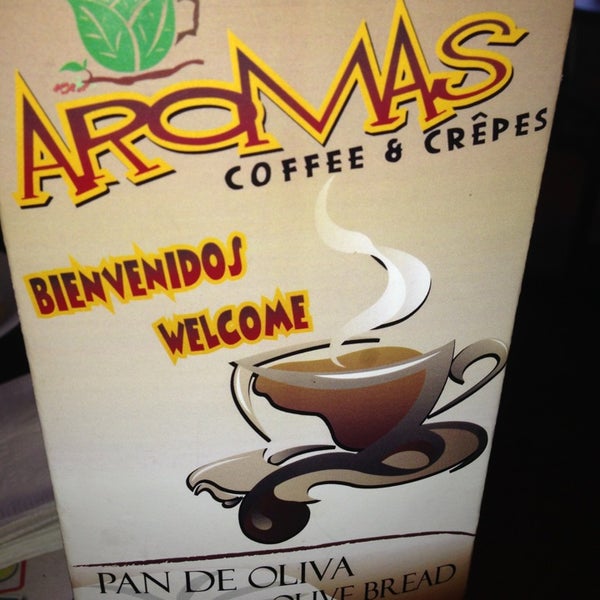 AROMAS
COFFEE & CRÊPES
BIENVENIDOS
WELCOME
PAN DE OLIVA
OLIVE BREAD